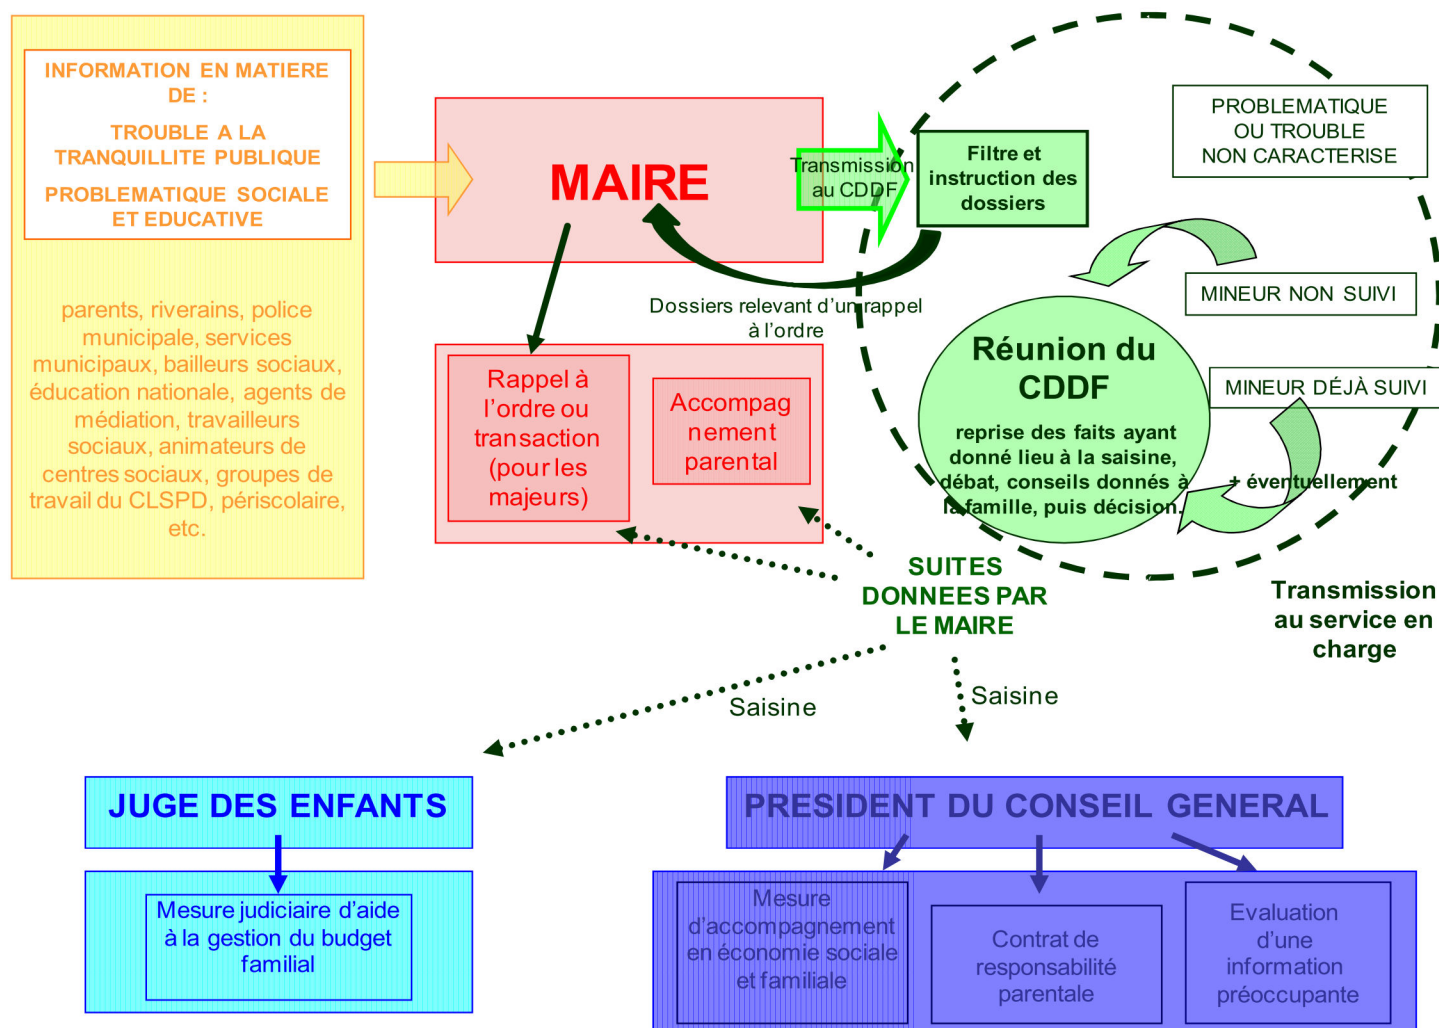 INFORMATION EN MATIERE
DE :
TROUBLE A LA
TRANQUILLITE PUBLIQUE
PROBLEMATIQUE SOCIALE
ET EDUCATIVE
parents, riverains, police
municipale, services
municipaux, bailleurs sociaux,
éducation nationale, agents de
médiation, travailleurs
sociaux, animateurs de
centres sociaux, groupes de
travail du CLSPD, périscolaire,
etc.
MAIRE
Transmission
au CDDF
Filtre et
instruction des
dossiers
PROBLEMATIQUE
OU TROUBLE
NON CARACTERISE
MINEUR NON SUIVI
MINEUR DÉJÀ SUIVI
Dossiers relevant d'un rappel
à l'ordre
Rappel à
l'ordre ou
transaction
(pour les
majeurs)
Accompag
nement
parental
Réunion du
CDDF
reprise des faits ayant
donné lieu à la saisine,
débat, conseils donnés à
la famille, puis décision.
+ éventuellement
Transmission
au service en
charge
SUITES
DONNEES PAR
LE MAIRE
Saisine
Saisine
JUGE DES ENFANTS
Mesure judiciaire d'aide
à la gestion du budget
familial
PRESIDENT DU CONSEIL GENERAL
Mesure
d'accompagnement
en économie sociale
et familiale
Contrat de
responsabilité
parentale
Evaluation
d'une
information
préoccupante